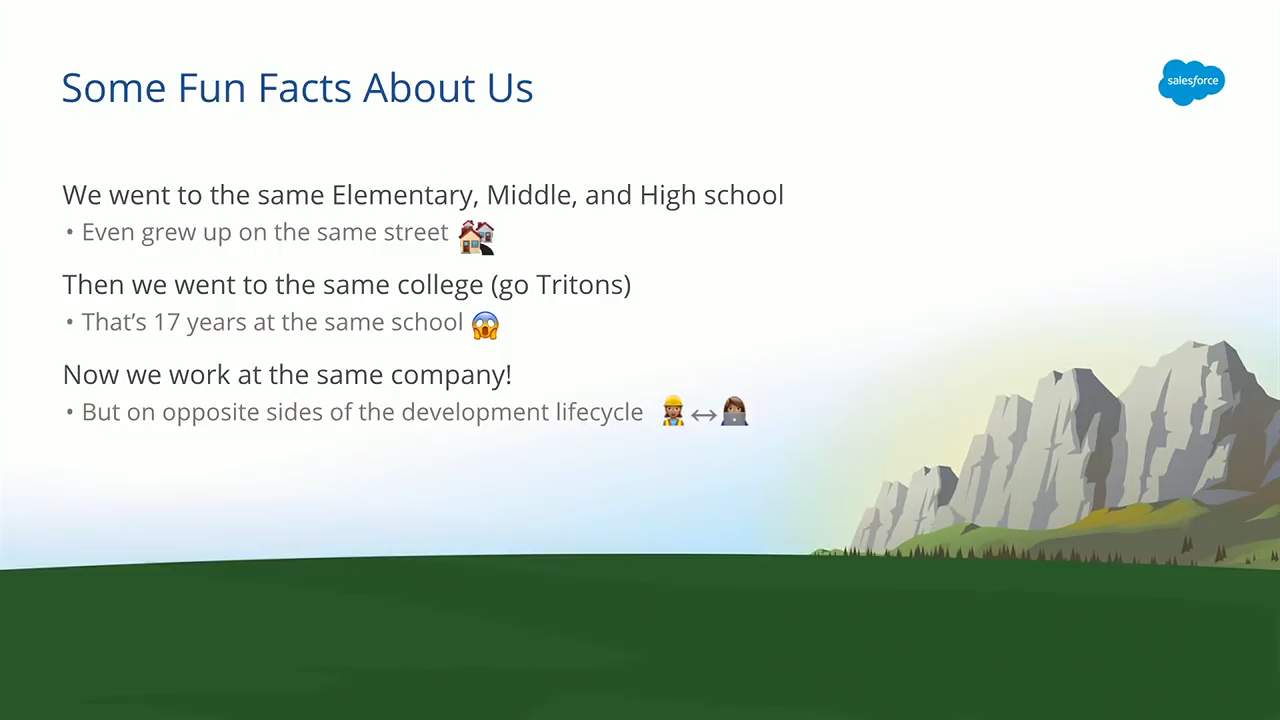 Some Fun Facts About Us
salesforce
We went to the same Elementary, Middle, and High school
• Even grew up on the same street 🏘
Then we went to the same college (go Tritons)
• That’s 17 years at the same school 😱
Now we work at the same company!
• But on opposite sides of the development lifecycle 👷🏽‍♀️↔👩🏽‍💻